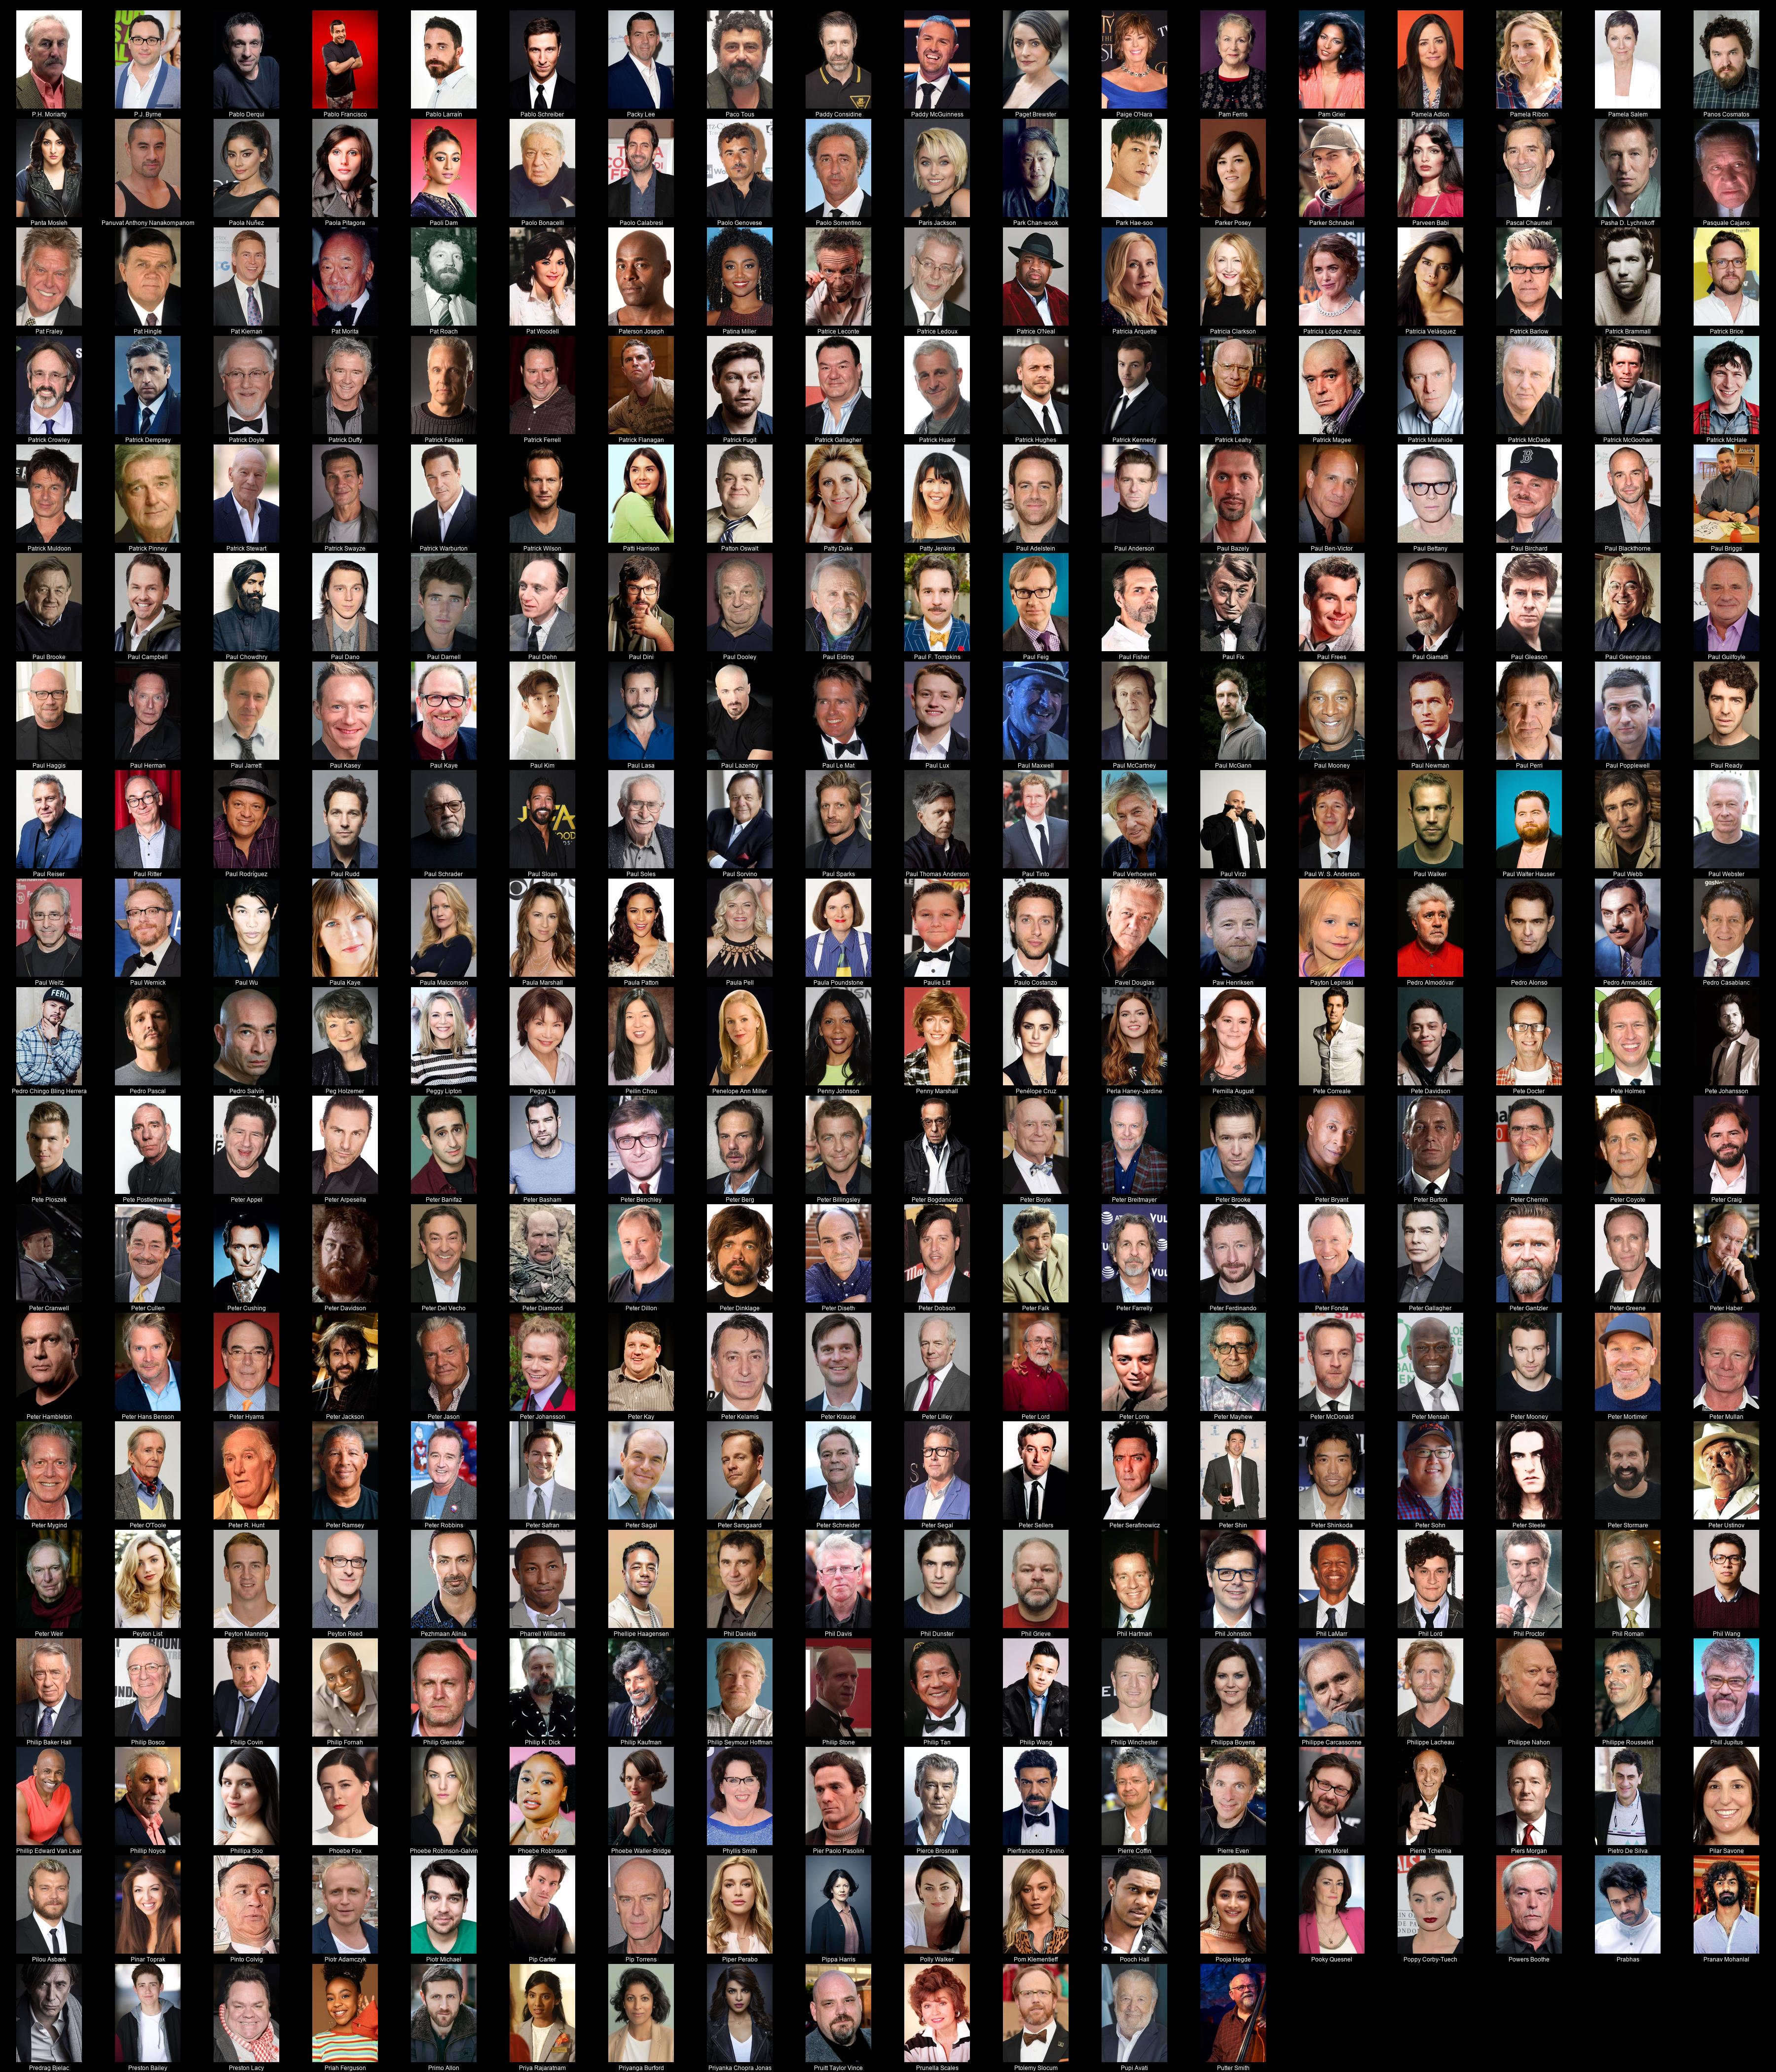 P.H. Moriarty P.J. Byrne Pablo Derqui Pablo Francisco Pablo Larraín Pablo Schreiber Packy Lee Paco Tous Paddy Considine Paddy McGuinness Paget Brewster Paige O'Hara Pam Ferris Pam Grier Pamela Adlon Pamela Ribon Pamela Salem Panos Cosmatos
Panta Mosleh Panuvat Anthony Nanakornpanom Paola Nuñez Paola Pitagora Paoli Dam Paolo Bonacelli Paolo Calabresi Paolo Genovese Paolo Sorrentino Paris Jackson Park Chan-wook Park Hae-soo Parker Posey Parker Schnabel Parveen Babi Pascal Chaumeil Pasha D. Lychnikoff Pasquale Cajano
Pat Fraley Pat Hingle Pat Kiernan Pat Morita Pat Roach Pat Woodell Paterson Joseph Patina Miller Patrice Leconte Patrice Ledoux Patrice O'Neal Patricia Arquette Patricia Clarkson Patricia López Arnaiz Patricia Velásquez Patrick Barlow Patrick Brammall Patrick Brice
Patrick Crowley Patrick Dempsey Patrick Doyle Patrick Duffy Patrick Fabian Patrick Ferrell Patrick Flanagan Patrick Fugit Patrick Gallagher Patrick Huard Patrick Hughes Patrick Kennedy Patrick Leahy Patrick Magee Patrick Malahide Patrick McDade Patrick McGoohan Patrick McHale
Patrick Muldoon Patrick Pinney Patrick Stewart Patrick Swayze Patrick Warburton Patrick Wilson Patti Harrison Patton Oswalt Patty Duke Patty Jenkins Paul Adelstein Paul Anderson Paul Bazely Paul Ben-Victor Paul Bettany Paul Birchard Paul Blackthorne Paul Briggs
Paul Brooke Paul Campbell Paul Chowdhry Paul Dano Paul Darnell Paul Dehn Paul Dini Paul Dooley Paul Eiding Paul F. Tompkins Paul Feig Paul Fisher Paul Fix Paul Frees Paul Giamatti Paul Gleason Paul Greengrass Paul Guilfoyle
Paul Haggis Paul Herman Paul Jarrett Paul Kasey Paul Kaye Paul Kim Paul Lasa Paul Lazenby Paul Le Mat Paul Lux Paul Maxwell Paul McCartney Paul McGann Paul Mooney Paul Newman Paul Perri Paul Popplewell Paul Ready
Paul Reiser Paul Ritter Paul Rodríguez Paul Rudd Paul Schrader Paul Sloan Paul Soles Paul Sorvino Paul Sparks Paul Thomas Anderson Paul Tinto Paul Verhoeven Paul Virzi Paul W. S. Anderson Paul Walker Paul Walter Hauser Paul Webb Paul Webster
Paul Weitz Paul Wernick Paul Wu Paula Kaye Paula Malcomson Paula Marshall Paula Patton Paula Pell Paula Poundstone Paulie Litt Paulo Costanzo Pavel Douglas Paw Henriksen Payton Lepinski Pedro Almodóvar Pedro Alonso Pedro Armendáriz Pedro Casablanc
Pedro Chingo Bling Herrera Pedro Pascal Pedro Salvín Peg Holzemer Peggy Lipton Peggy Lu Peilin Chou Penelope Ann Miller Penny Johnson Penny Marshall Penélope Cruz Perla Haney-Jardine Pernilla August Pete Correale Pete Davidson Pete Docter Pete Holmes Pete Johansson
Pete Ploszek Pete Postlethwaite Peter Appel Peter Arpesella Peter Banifaz Peter Basham Peter Benchley Peter Berg Peter Billingsley Peter Bogdanovich Peter Boyle Peter Breitmayer Peter Brooke Peter Bryant Peter Burton Peter Chernin Peter Coyote Peter Craig
Peter Cranwell Peter Cullen Peter Cushing Peter Davidson Peter Del Vecho Peter Diamond Peter Dillon Peter Dinklage Peter Diseth Peter Dobson Peter Falk Peter Farrelly Peter Ferdinando Peter Fonda Peter Gallagher Peter Gantzler Peter Greene Peter Haber
Peter Hambleton Peter Hans Benson Peter Hyams Peter Jackson Peter Jason Peter Johansson Peter Kay Peter Kelamis Peter Krause Peter Lilley Peter Lord Peter Lorre Peter Mayhew Peter McDonald Peter Mensah Peter Mooney Peter Mortimer Peter Mullan
Peter Mygind Peter O'Toole Peter R. Hunt Peter Ramsey Peter Robbins Peter Safran Peter Sagal Peter Sarsgaard Peter Schneider Peter Segal Peter Sellers Peter Serafinowicz Peter Shin Peter Shinkoda Peter Sohn Peter Steele Peter Stormare Peter Ustinov
Peter Weir Peyton List Peyton Manning Peyton Reed Pezhmaan Alinia Pharrell Williams Phellipe Haagensen Phil Daniels Phil Davis Phil Dunster Phil Grieve Phil Hartman Phil Johnston Phil LaMarr Phil Lord Phil Proctor Phil Roman Phil Wang
Philip Baker Hall Philip Bosco Philip Covin Philip Fornah Philip Glenister Philip K. Dick Philip Kaufman Philip Seymour Hoffman Philip Stone Philip Tan Philip Wang Philip Winchester Philippa Boyens Philippe Carcassonne Philippe Lacheau Philippe Nahon Philippe Rousselet Phill Jupitus
Phillip Edward Van Lear Phillip Noyce Phillipa Soo Phoebe Fox Phoebe Robinson-Galvin Phoebe Robinson Phoebe Waller-Bridge Phyllis Smith Pier Paolo Pasolini Pierce Brosnan Pierfrancesco Favino Pierre Coffin Pierre Even Pierre Morel Pierre Tchernia Piers Morgan Pietro De Silva Pilar Savone
Pilou Asbæk Pinar Toprak Pinto Colvig Piotr Adamczyk Piotr Michael Pip Carter Pip Torrens Piper Perabo Pippa Harris Polly Walker Pom Klementieff Pooch Hall Pooja Hegde Pooky Quesnel Poppy Corby-Tuech Powers Boothe Prabhas Pranav Mohanlal
Predrag Bjelac Preston Bailey Preston Lacy Priah Ferguson Primo Allon Priya Rajaratnam Priyanga Burford Priyanka Chopra Jonas Pruitt Taylor Vince Prunella Scales Ptolemy Slocum Pupi Avati Putter Smith